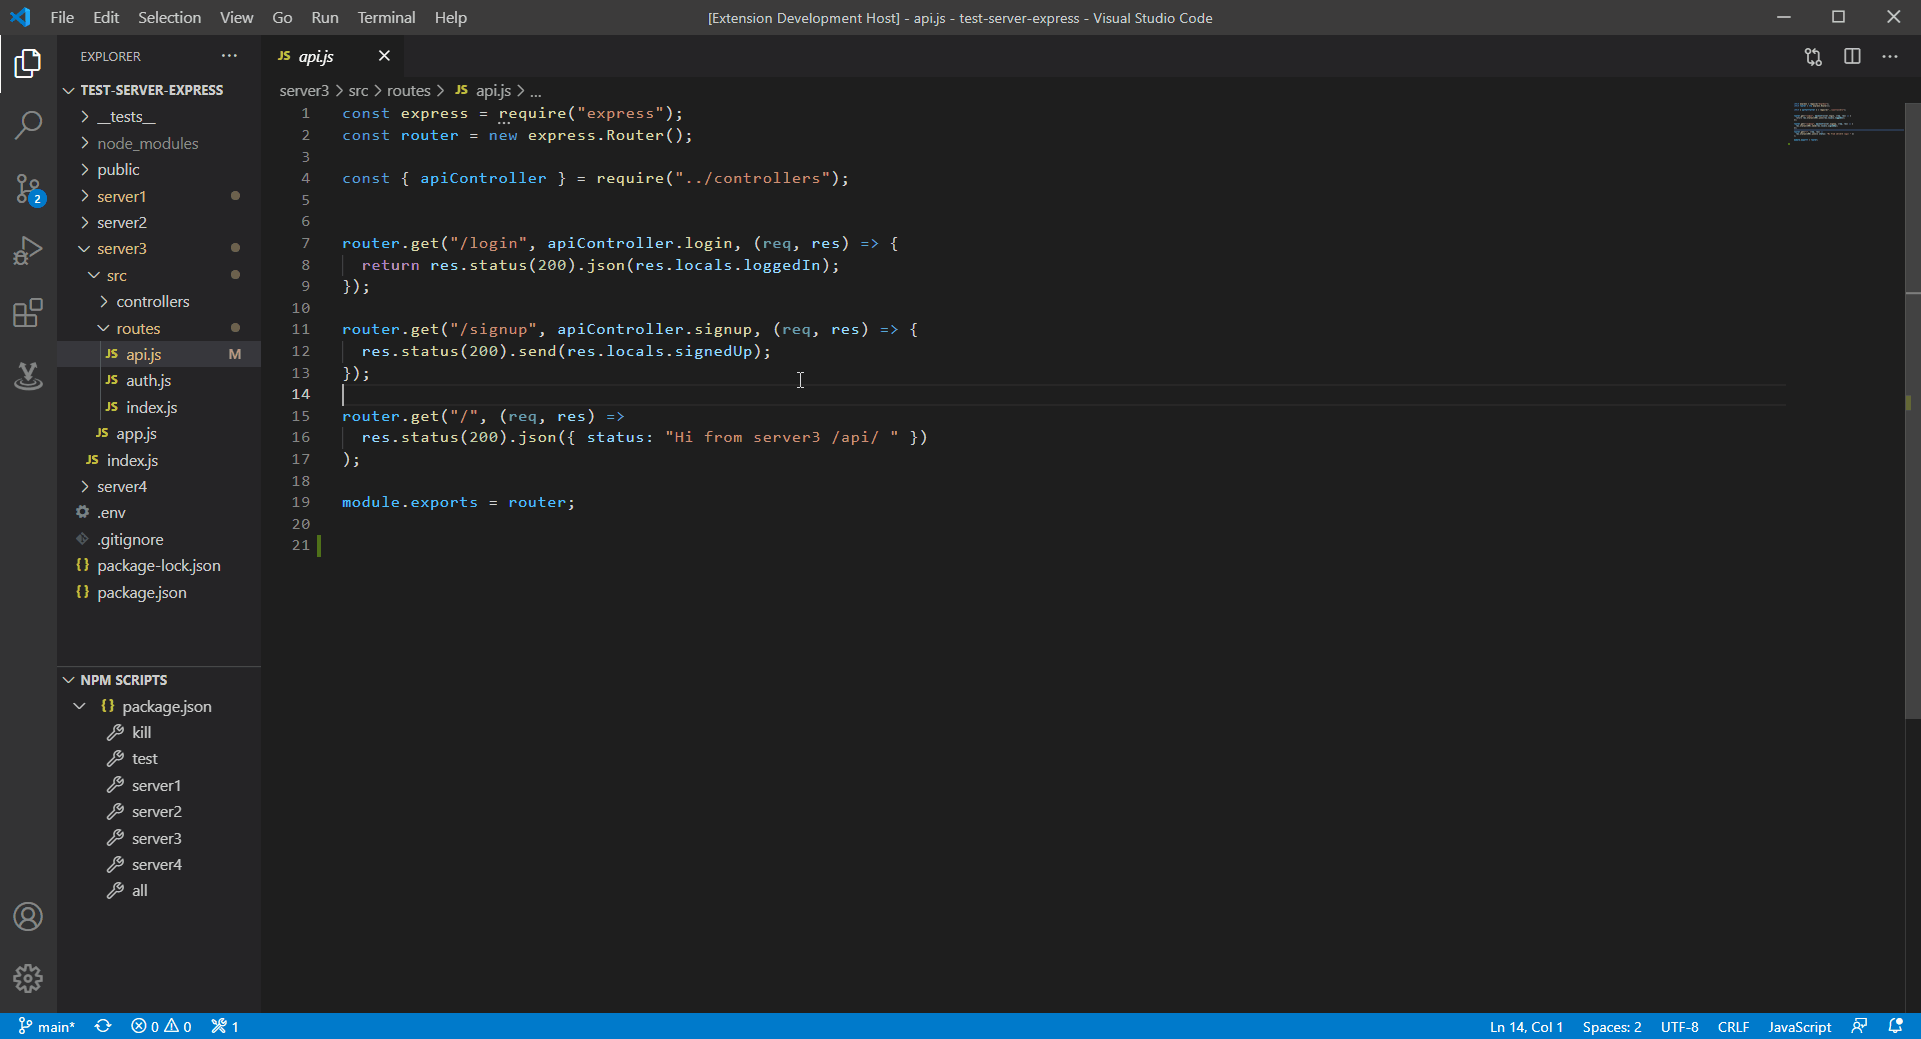 File Edit Selection View Go Run Terminal Help
[Extension Development Host] - api.js - test-server-express - Visual Studio Code
EXPLORER
TEST-SERVER-EXPRESS
__tests__
node_modules
public
server1
server2
server3
src
controllers
routes
JS api.js M
JS auth.js
JS index.js
JS app.js
JS index.js
server4
.env
.gitignore
{} package-lock.json
{} package.json
NPM SCRIPTS
{} package.json
kill
test
server1
server2
server3
server4
all
2
JS api.js
server3 > src > routes > JS api.js > ...
1 const express = require("express");
2 const router = new express.Router();
3
4 const { apiController } = require("../controllers");
5
6
7 router.get("/login", apiController.login, (req, res) => {
8 return res.status(200).json(res.locals.loggedIn);
9 });
10
11 router.get("/signup", apiController.signup, (req, res) => {
12 res.status(200).send(res.locals.signedUp);
13 });
14
15 router.get("/", (req, res) =>
16 res.status(200).json({ status: "Hi from server3 /api/ " })
17 );
18
19 module.exports = router;
20
21
main* 0 0 1
Ln 14, Col 1 Spaces: 2 UTF-8 CRLF JavaScript